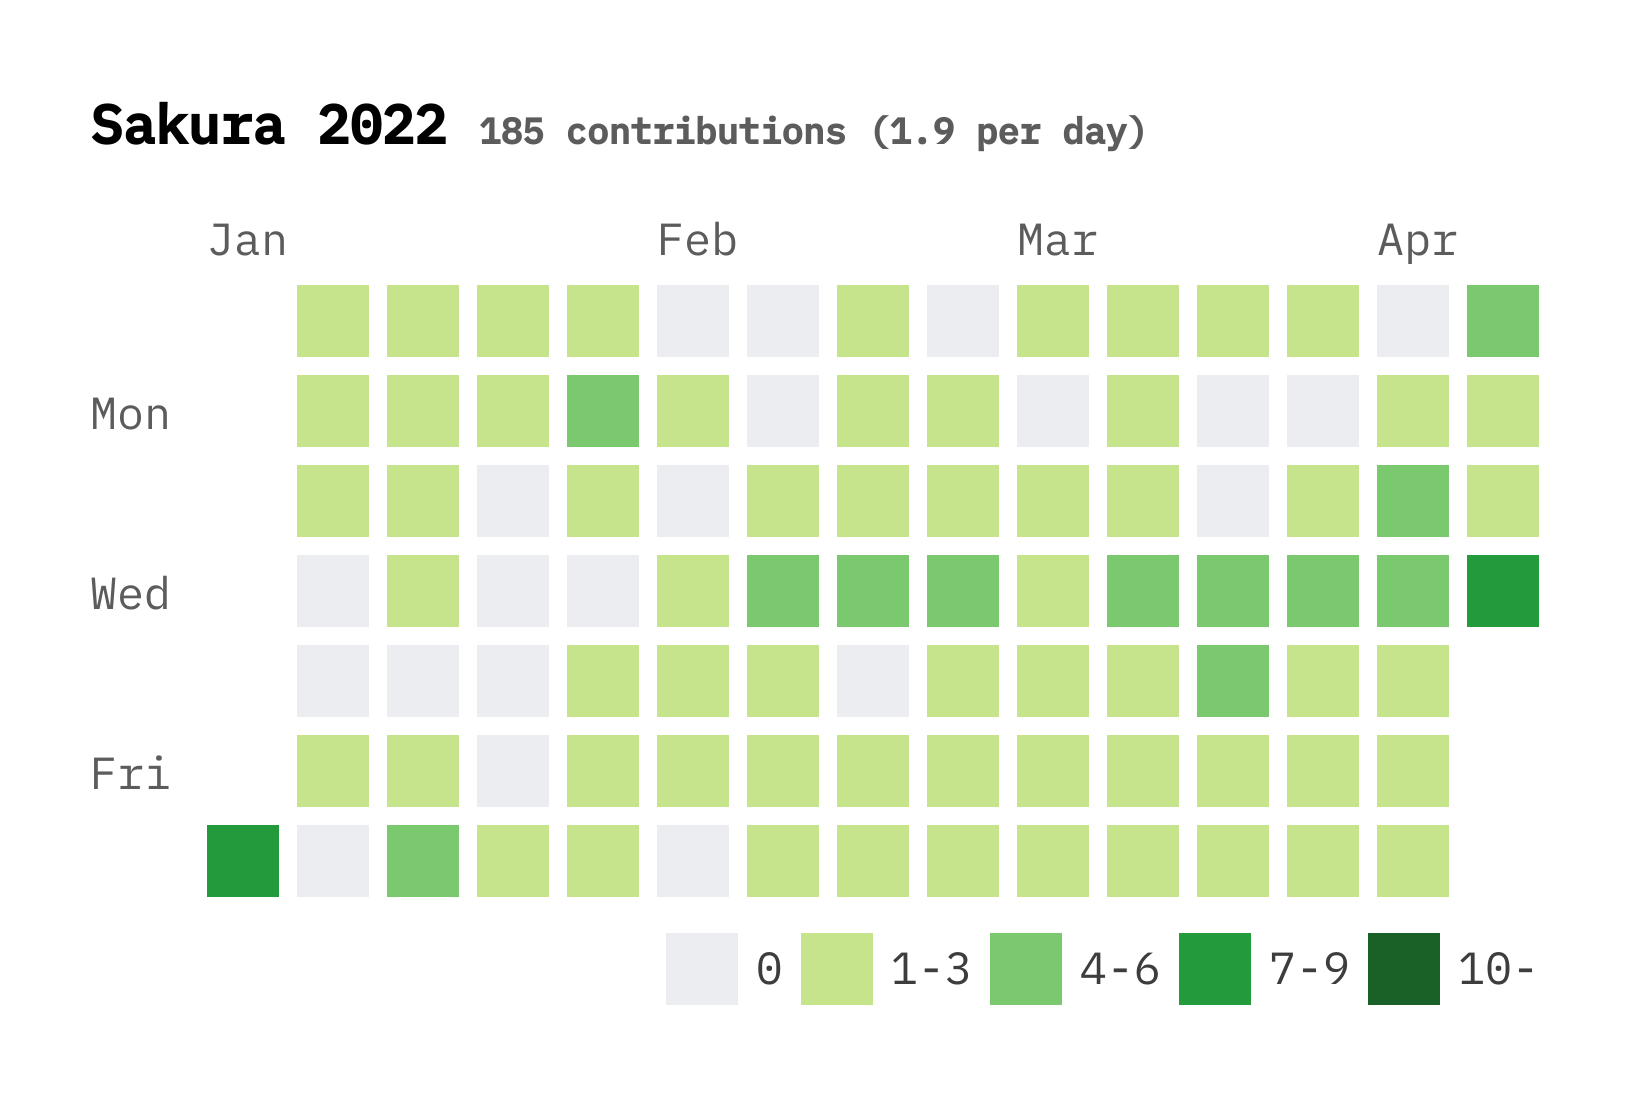 Sakura 2022 185 contributions (1.9 per day)
Jan Feb Mar Apr
Mon
Wed
Fri
0 1-3 4-6 7-9 10-